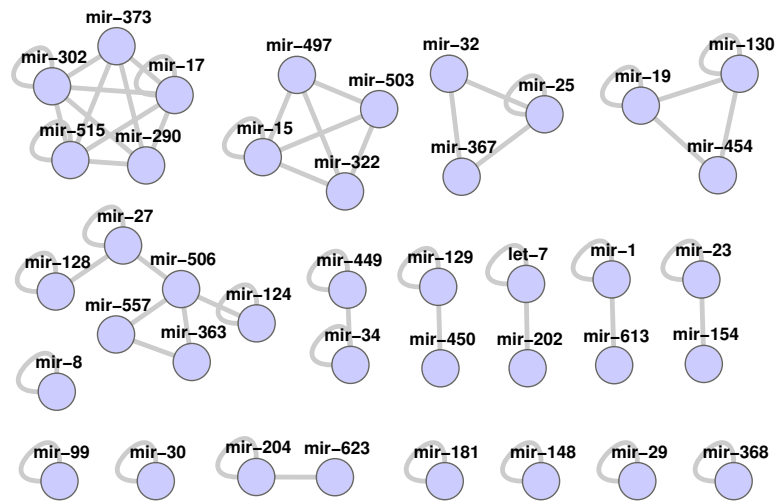 mir−373
mir−302
mir−17
mir−515
mir−290
mir−497
mir−503
mir−15
mir−322
mir−32
mir−25
mir−367
mir−130
mir−19
mir−454
mir−27
mir−128
mir−506
mir−557
mir−124
mir−363
mir−449
mir−34
mir−129
mir−450
let−7
mir−202
mir−1
mir−613
mir−23
mir−154
mir−8
mir−99
mir−30
mir−204
mir−623
mir−181
mir−148
mir−29
mir−368